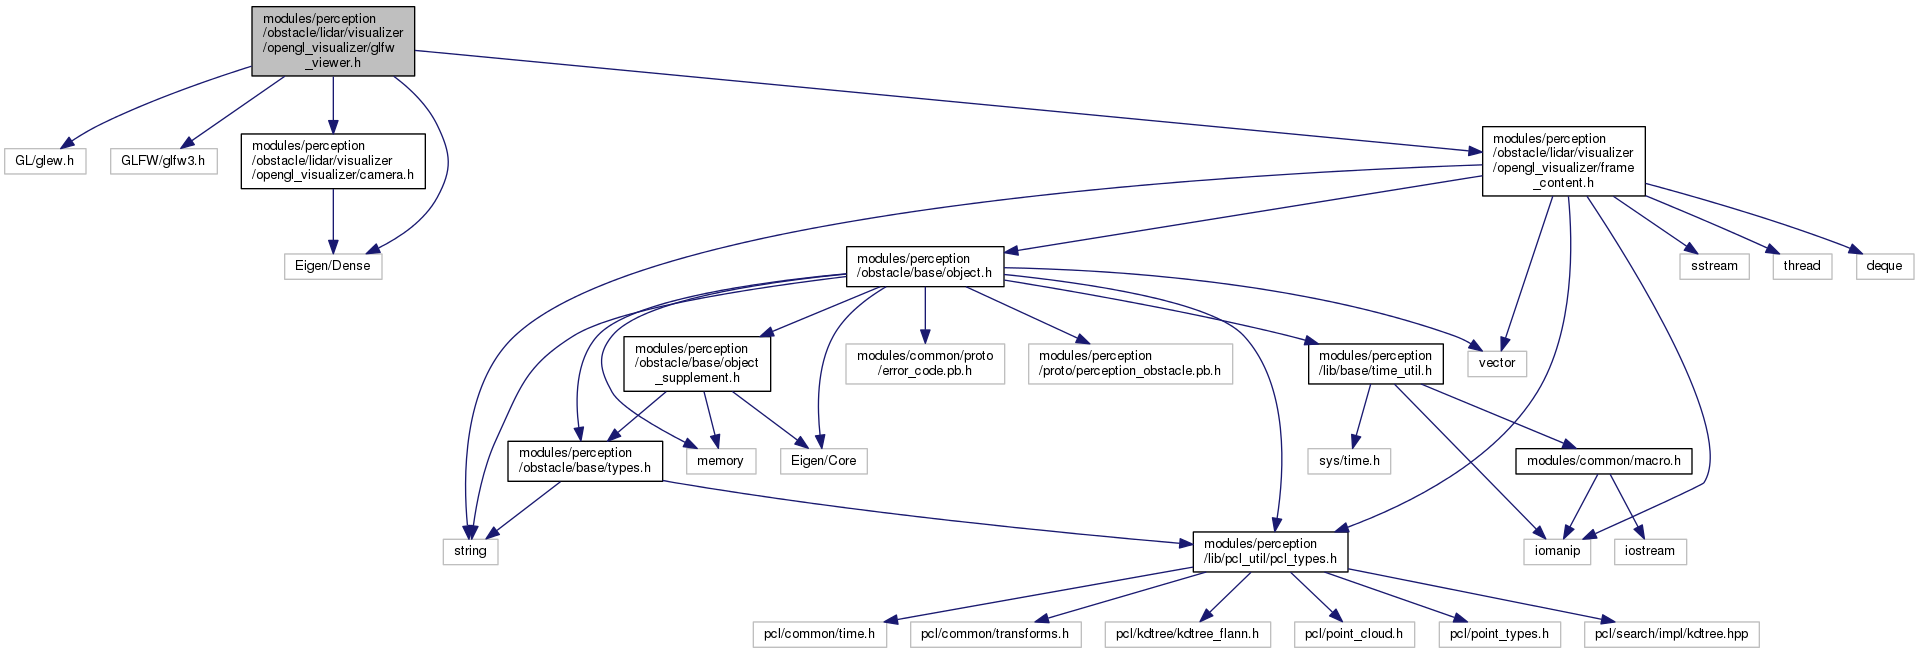 modules/perception
/obstacle/lidar/visualizer
/opengl_visualizer/glfw
_viewer.h
GL/glew.h
GLFW/glfw3.h
modules/perception
/obstacle/lidar/visualizer
/opengl_visualizer/camera.h
modules/perception
/obstacle/lidar/visualizer
/opengl_visualizer/frame
_content.h
Eigen/Dense
modules/perception
/obstacle/base/object.h
sstream
thread
deque
modules/perception
/obstacle/base/object
_supplement.h
modules/common/proto
/error_code.pb.h
modules/perception
/proto/perception_obstacle.pb.h
modules/perception
/lib/base/time_util.h
vector
modules/perception
/obstacle/base/types.h
memory
Eigen/Core
sys/time.h
modules/common/macro.h
string
modules/perception
/lib/pcl_util/pcl_types.h
iomanip
iostream
pcl/common/time.h
pcl/common/transforms.h
pcl/kdtree/kdtree_flann.h
pcl/point_cloud.h
pcl/point_types.h
pcl/search/impl/kdtree.hpp